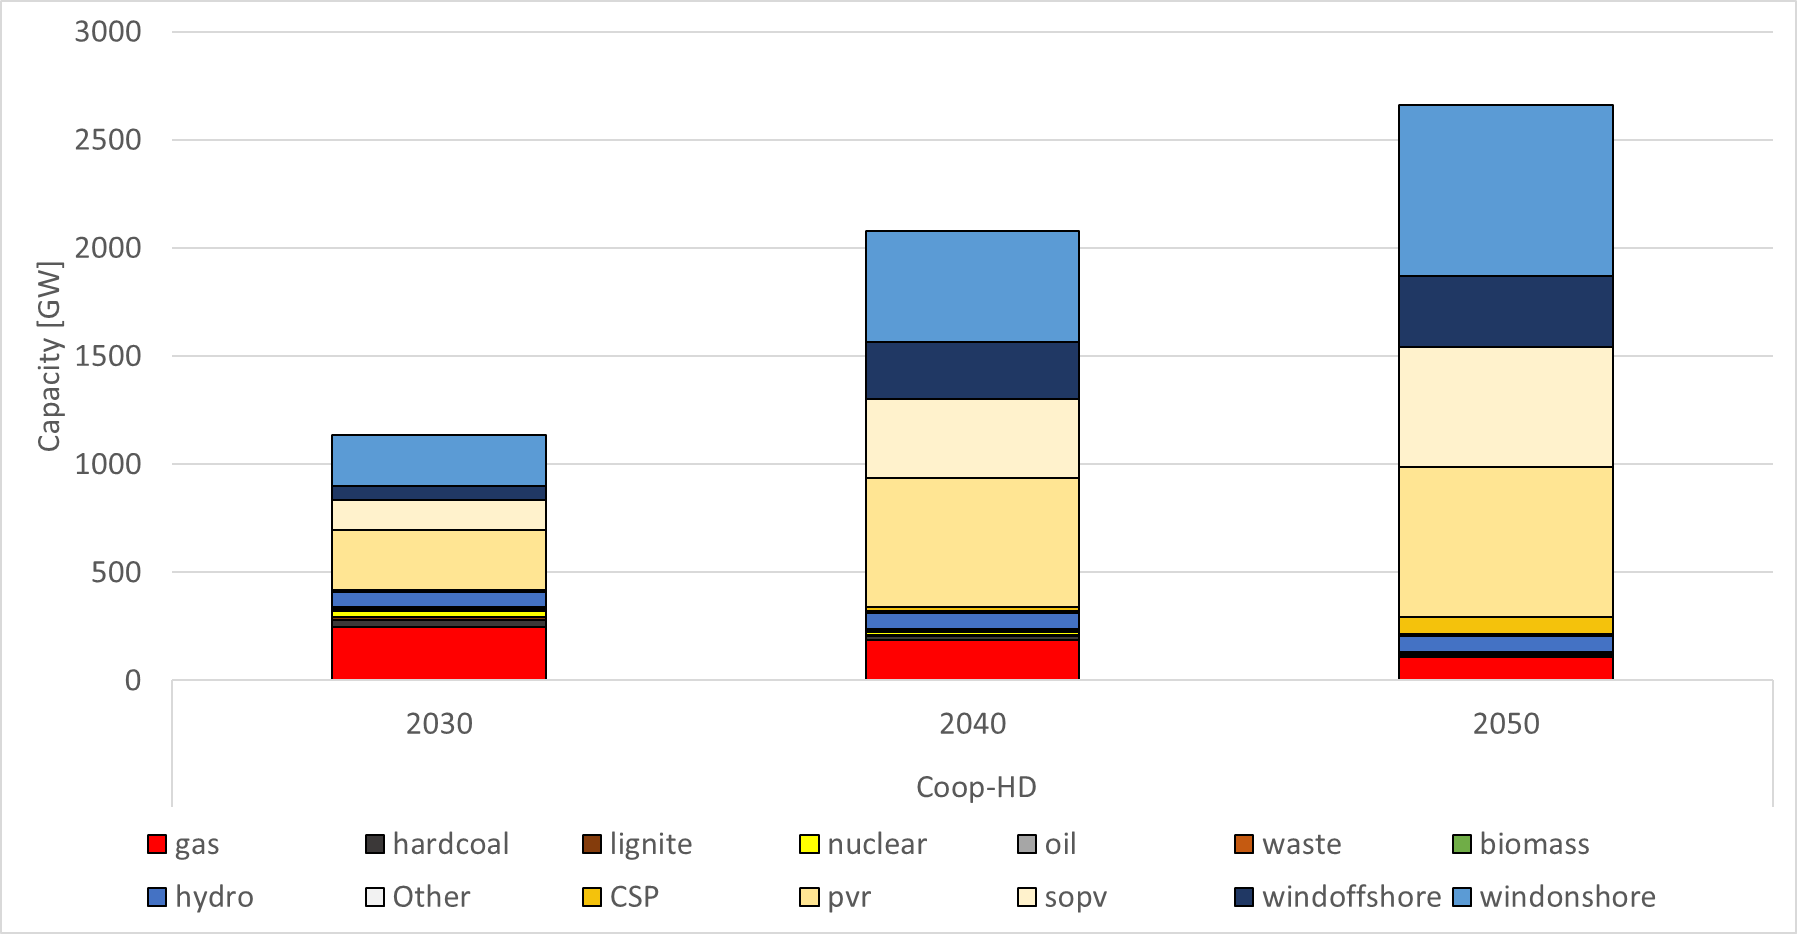 3000
2500
2000
1500
1000
500
0
Capacity [GW]
2030 2040 2050
Coop-HD
gas hardcoal lignite nuclear oil waste biomass
hydro Other CSP pvr sopv windoffshore windonshore